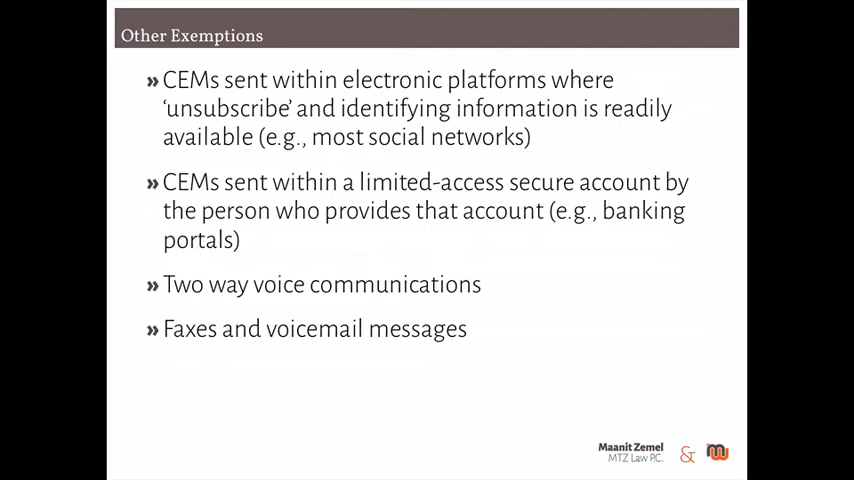 Other Exemptions
» CEMs sent within electronic platforms where
‘unsubscribe’ and identifying information is readily
available (e.g., most social networks)
» CEMs sent within a limited-access secure account by
the person who provides that account (e.g., banking
portals)
» Two way voice communications
» Faxes and voicemail messages
Maanit Zemel
MTZ Law P.C.
&